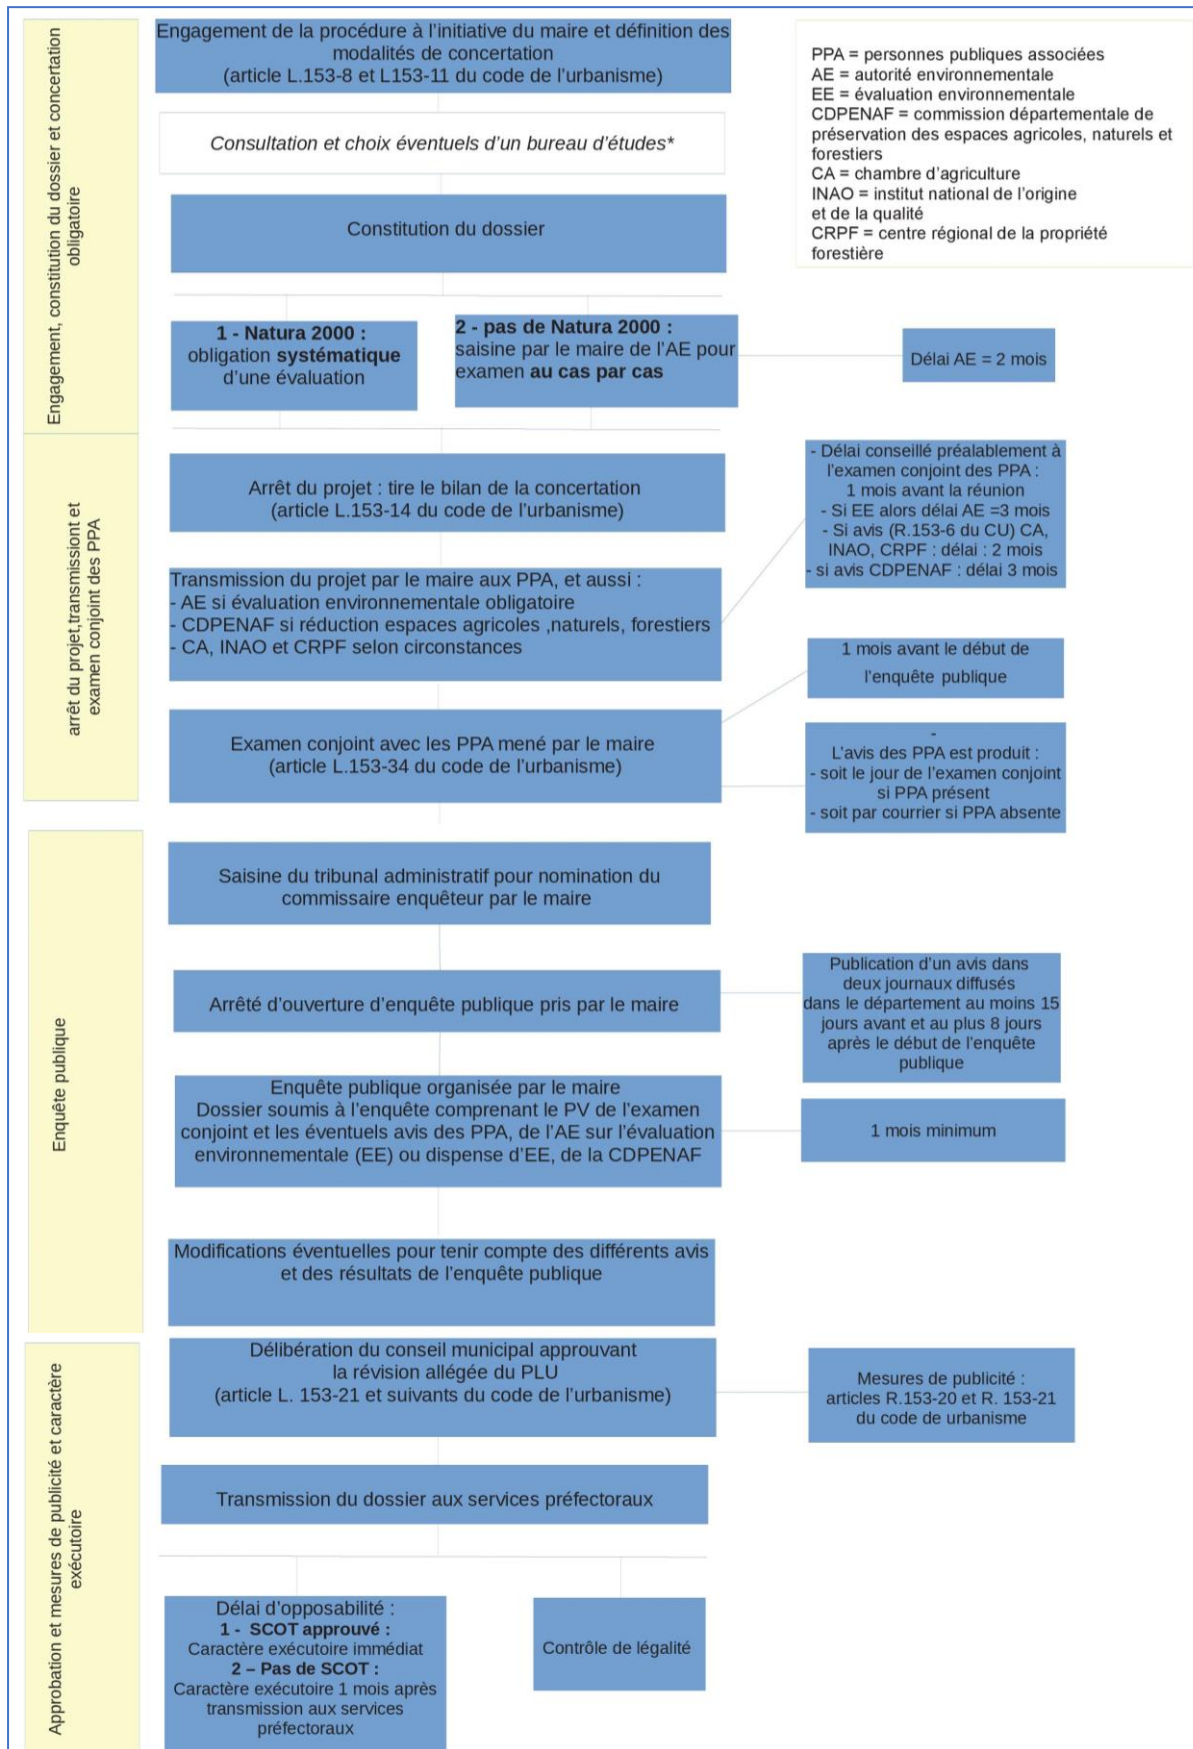 Engagement, constitution du dossier et concertation
obligatoire
Engagement de la procédure à l'initiative du maire et définition des
modalités de concertation
(article L.153-8 et L153-11 du code de l'urbanisme)
PPA = personnes publiques associées
AE = autorité environnementale
EE = évaluation environnementale
CDPENAF = commission départementale de
préservation des espaces agricoles, naturels et
forestiers
CA = chambre d'agriculture
INAO = institut national de l'origine
et de la qualité
CRPF = centre régional de la propriété
forestière
Consultation et choix éventuels d'un bureau d'études*
Constitution du dossier
1 - Natura 2000 :
obligation systématique
d'une évaluation
2 - pas de Natura 2000 :
saisine par le maire de l'AE pour
examen au cas par cas
Délai AE = 2 mois
arrêt du projet,transmissiont et
examen conjoint des PPA
Arrêt du projet : tire le bilan de la concertation
(article L.153-14 du code de l'urbanisme)
- Délai conseillé préalablement à
l'examen conjoint des PPA :
1 mois avant la réunion
- Si EE alors délai AE =3 mois
- Si avis (R.153-6 du CU) CA,
INAO, CRPF : délai : 2 mois
- si avis CDPENAF : délai 3 mois
Transmission du projet par le maire aux PPA, et aussi :
- AE si évaluation environnementale obligatoire
- CDPENAF si réduction espaces agricoles ,naturels, forestiers
- CA, INAO et CRPF selon circonstances
1 mois avant le début de
l'enquête publique
Examen conjoint avec les PPA mené par le maire
(article L.153-34 du code de l'urbanisme)
-
L'avis des PPA est produit :
- soit le jour de l'examen conjoint
si PPA présent
- soit par courrier si PPA absente
Enquête publique
Saisine du tribunal administratif pour nomination du
commissaire enquêteur par le maire
Arrêté d'ouverture d'enquête publique pris par le maire
Publication d'un avis dans
deux journaux diffusés
dans le département au moins 15
jours avant et au plus 8 jours
après le début de l'enquête
publique
Enquête publique organisée par le maire
Dossier soumis à l'enquête comprenant le PV de l'examen
conjoint et les éventuels avis des PPA, de l'AE sur l'évaluation
environnementale (EE) ou dispense d'EE, de la CDPENAF
1 mois minimum
Modifications éventuelles pour tenir compte des différents avis
et des résultats de l'enquête publique
Approbation et mesures de publicité et caractère
exécutoire
Délibération du conseil municipal approuvant
la révision allégée du PLU
(article L. 153-21 et suivants du code de l'urbanisme)
Mesures de publicité :
articles R.153-20 et R. 153-21
du code de urbanisme
Transmission du dossier aux services préfectoraux
Délai d'opposabilité :
1 - SCOT approuvé :
Caractère exécutoire immédiat
2 – Pas de SCOT :
Caractère exécutoire 1 mois après
transmission aux services
préfectoraux
Contrôle de légalité